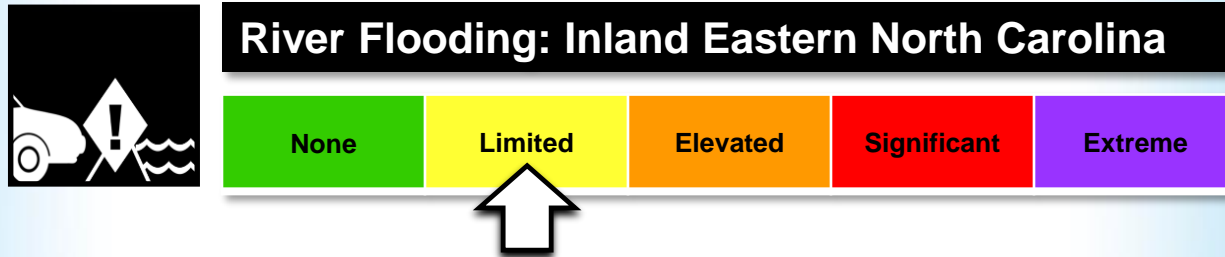 River Flooding: Inland Eastern North Carolina
None Limited Elevated Significant Extreme